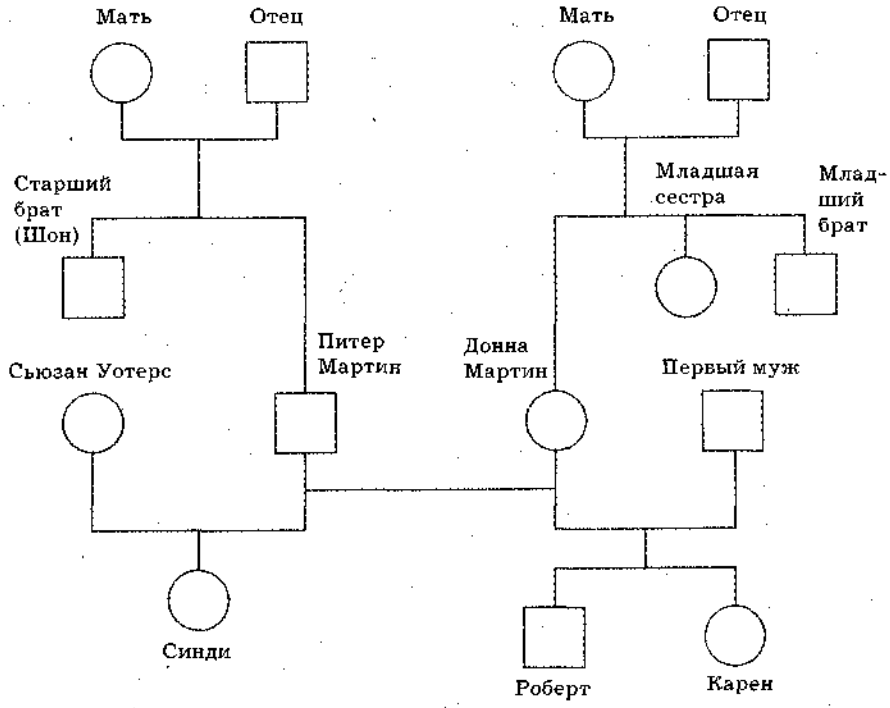 Мать
Отец
Мать
Отец
Старший
брат
(Шон)
Младшая
сестра
Млад-
ший
брат
Сьюзан Уотерс
Питер
Мартин
Донна
Мартин
Первый муж
Синди
Роберт
Карен